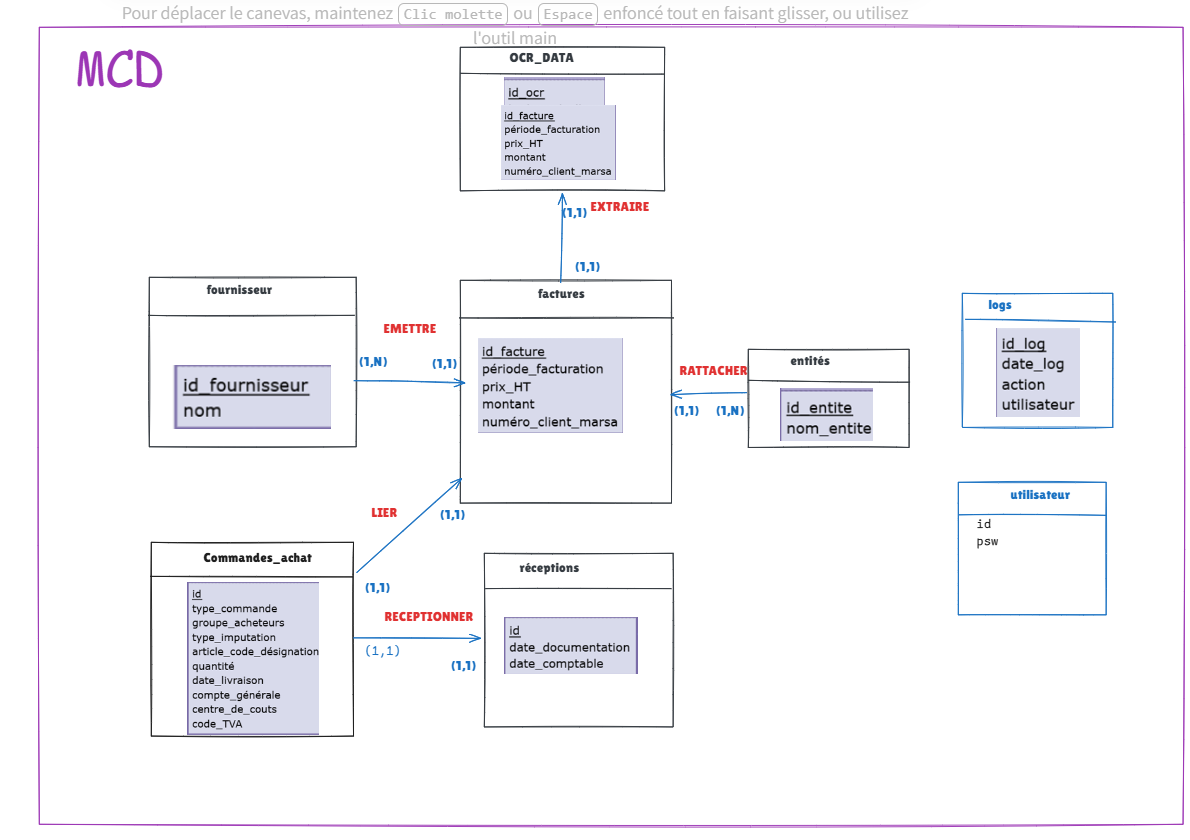 Pour déplacer le canevas, maintenez Clic molette ou Espace enfoncé tout en faisant glisser, ou utilisez
l'outil main
MCD
OCR_DATA
id_ocr
id_facture
période_facturation
prix_HT
montant
numéro_client_marsa
(1,1) EXTRAIRE
(1,1)
fournisseur
id_fournisseur
nom
EMETTRE
(1,N)
(1,1)
factures
id_facture
période_facturation
prix_HT
montant
numéro_client_marsa
RATTACHER
(1,1)
(1,N)
entités
id_entite
nom_entite
logs
id_log
date_log
action
utilisateur
utilisateur
id
psw
LIER
(1,1)
(1,1)
Commandes_achat
id
type_commande
groupe_acheteurs
type_imputation
article_code_désignation
quantité
date_livraison
compte_générale
centre_de_couts
code_TVA
RECEPTIONNER
(1,1)
(1,1)
réceptions
id
date_documentation
date_comptable